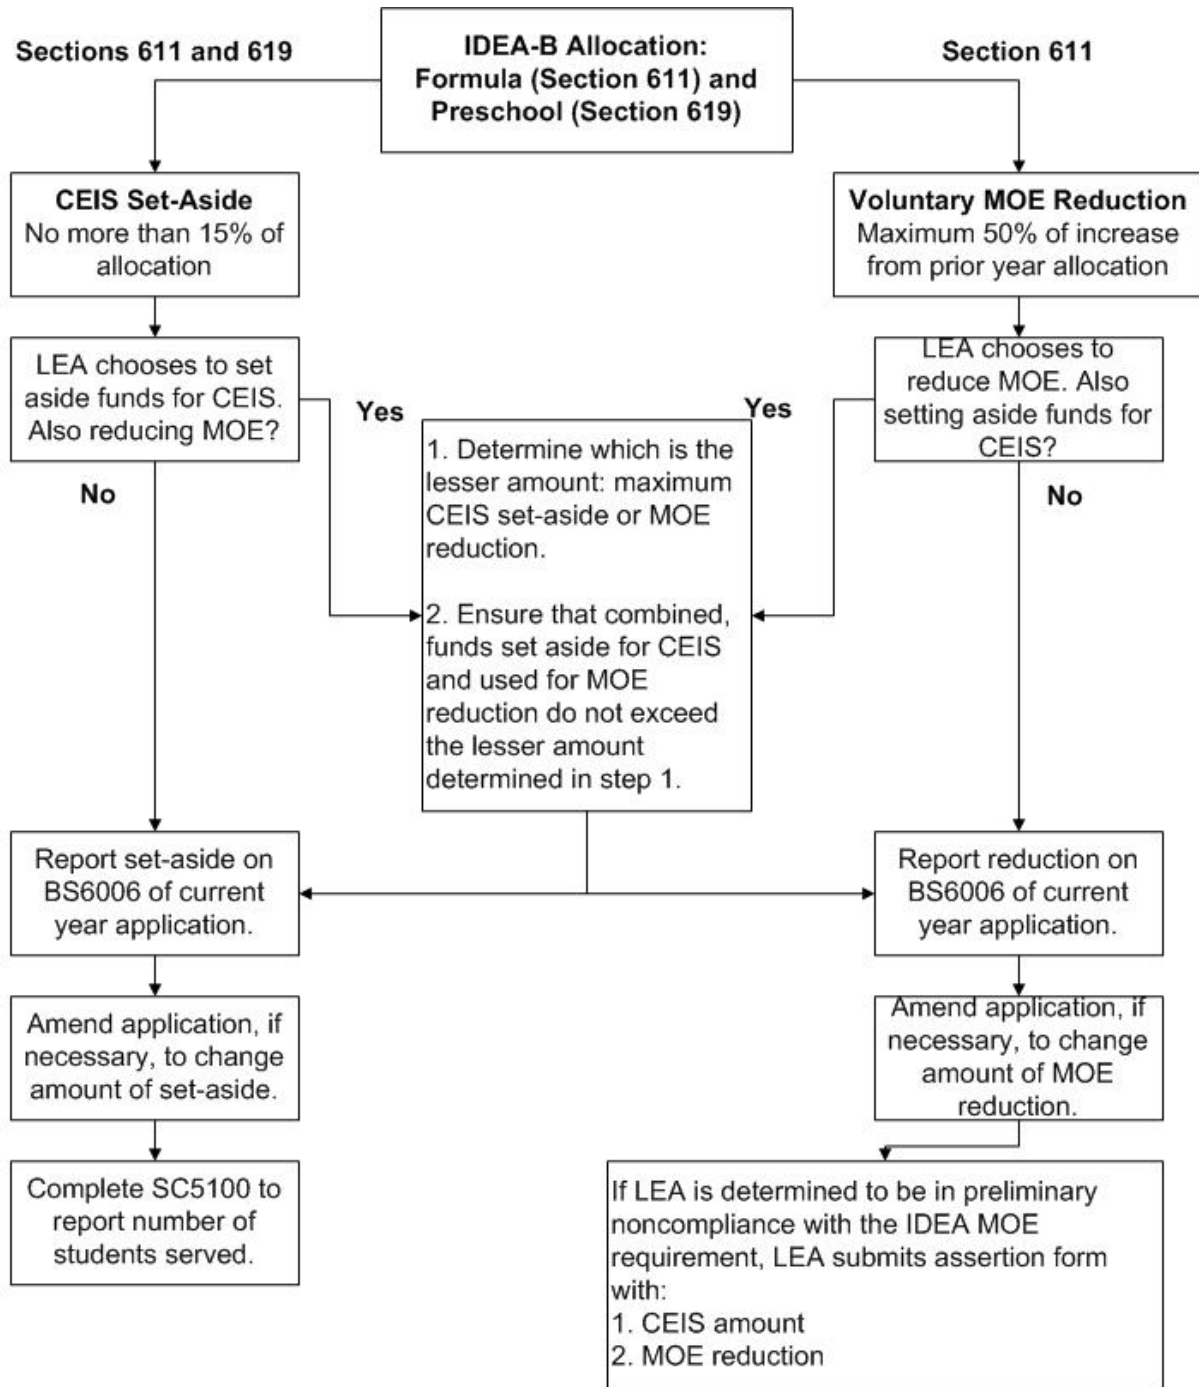 Sections 611 and 619
IDEA-B Allocation:
Formula (Section 611) and
Preschool (Section 619)
Section 611
CEIS Set-Aside
No more than 15% of
allocation
Voluntary MOE Reduction
Maximum 50% of increase
from prior year allocation
LEA chooses to set
aside funds for CEIS.
Also reducing MOE?
Yes
No
LEA chooses to
reduce MOE. Also
setting aside funds for
CEIS?
Yes
No
1. Determine which is the
lesser amount: maximum
CEIS set-aside or MOE
reduction.
2. Ensure that combined,
funds set aside for CEIS
and used for MOE
reduction do not exceed
the lesser amount
determined in step 1.
Report set-aside on
BS6006 of current
year application.
Report reduction on
BS6006 of current
year application.
Amend application, if
necessary, to change
amount of set-aside.
Amend application, if
necessary, to change
amount of MOE
reduction.
Complete SC5100 to
report number of
students served.
If LEA is determined to be in preliminary
noncompliance with the IDEA MOE
requirement, LEA submits assertion form
with:
1. CEIS amount
2. MOE reduction